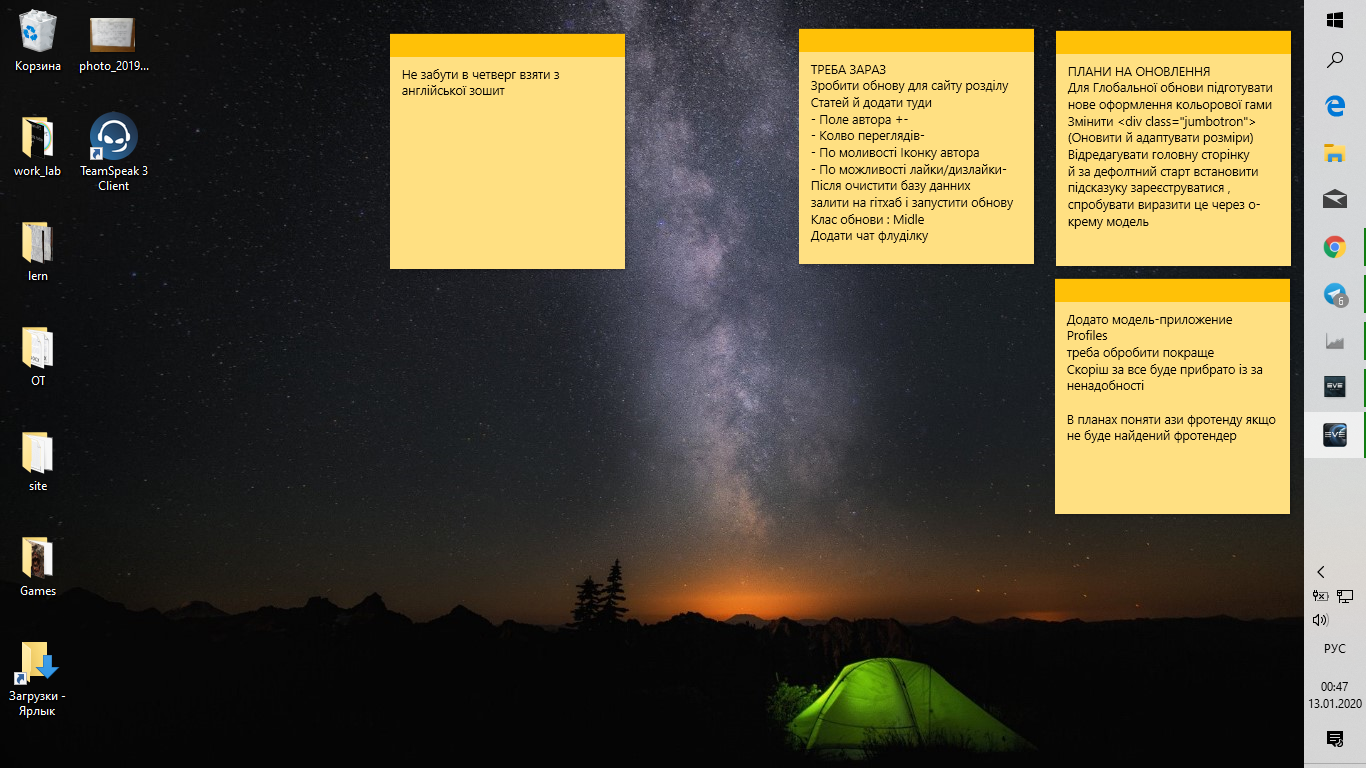 Корзина
photo_2019...
work_lab
TeamSpeak 3
Client
lern
ОТ
site
Games
Загрузки -
Ярлык
Не забути в четверг взяти з
англійської зошит
ТРЕБА ЗАРАЗ
Зробити обнову для сайту розділу
Статей й додати туди
- Поле автора +-
- Колво переглядів-
- По моливості Іконку автора
- По можливості лайки/дизлайки-
Після очистити базу данних
залити на гітхаб і запустити обнову
Клас обнови : Midle
Додати чат флуділку
ПЛАНИ НА ОНОВЛЕННЯ
Для Глобальної обнови підготувати
нове оформлення кольорової гами
Змінити <div class="jumbotron">
(Оновити й адаптувати розміри)
Відредагувати головну сторінку
й за дефолтний старт встановити
підсказуку зареєструватися ,
спробувати виразити це через о-
крему модель
Додато модель-приложение
Profiles
треба обробити покраще
Скоріш за все буде прибрато із за
ненадобності
В планах поняти ази фротенду якщо
не буде найдений фротендер
6
EVE
EVE
РУС
00:47
13.01.2020